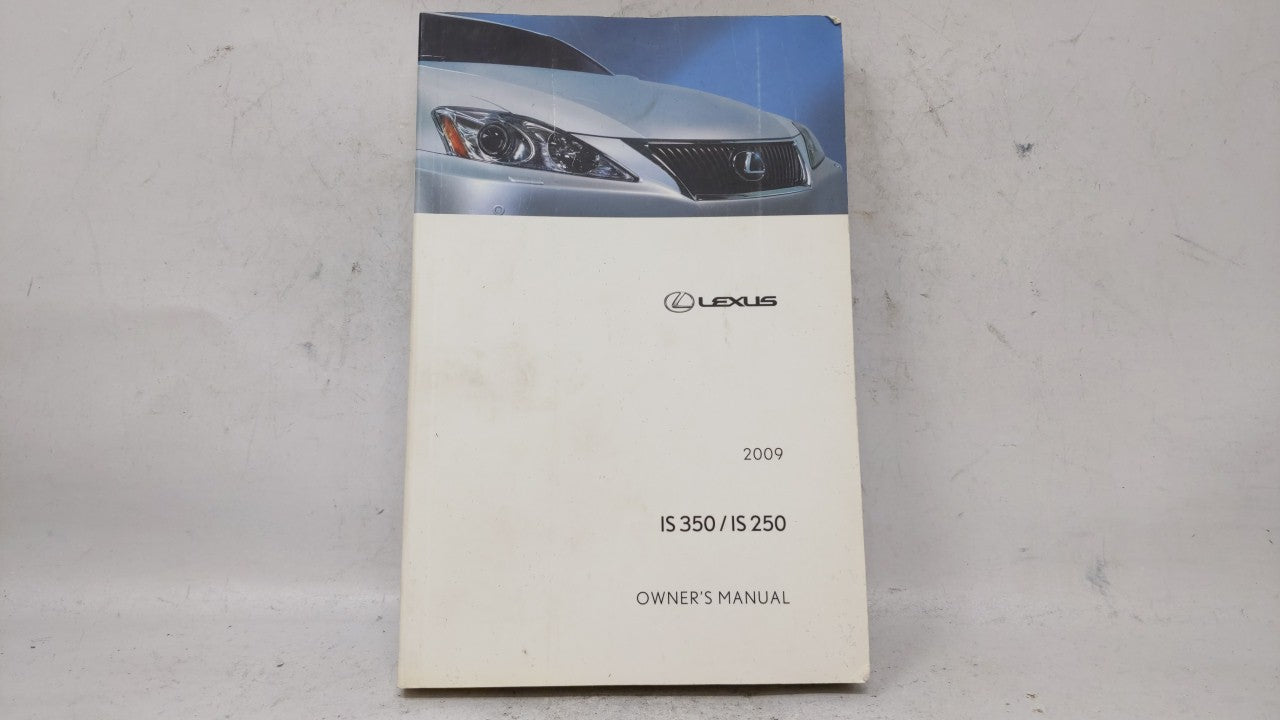 LEXUS
2009
IS 350 / IS 250
OWNER'S MANUAL